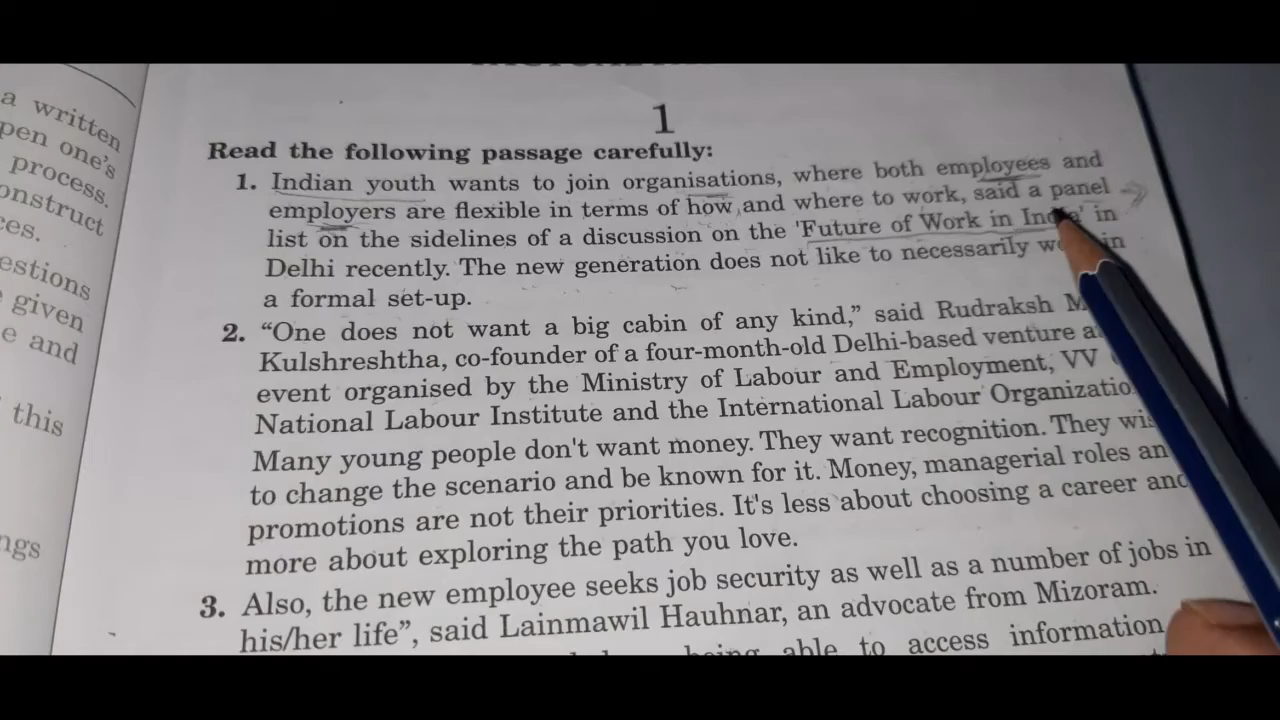 a written
pen one's
process.
onstruct
ces.
estions
given
e and
this
ngs
1
Read the following passage carefully:
1. Indian youth wants to join organisations, where both employees and
employers are flexible in terms of how and where to work, said a panel
list on the sidelines of a discussion on the 'Future of Work in India' in
Delhi recently. The new generation does not like to necessarily in
a formal set-up.
2. “One does not want a big cabin of any kind,” said Rudraksh
Kulshreshtha, co-founder of a four-month-old Delhi-based venture
event organised by the Ministry of Labour and Employment, VV
National Labour Institute and the International Labour Organizatio
Many young people don't want money. They want recognition. They wis
to change the scenario and be known for it. Money, managerial roles an
promotions are not their priorities. It's less about choosing a career and
more about exploring the path you love.
3. Also, the new employee seeks job security as well as a number of jobs in
his/her life”, said Lainmawil Hauhnar, an advocate from Mizoram.
being able to access information